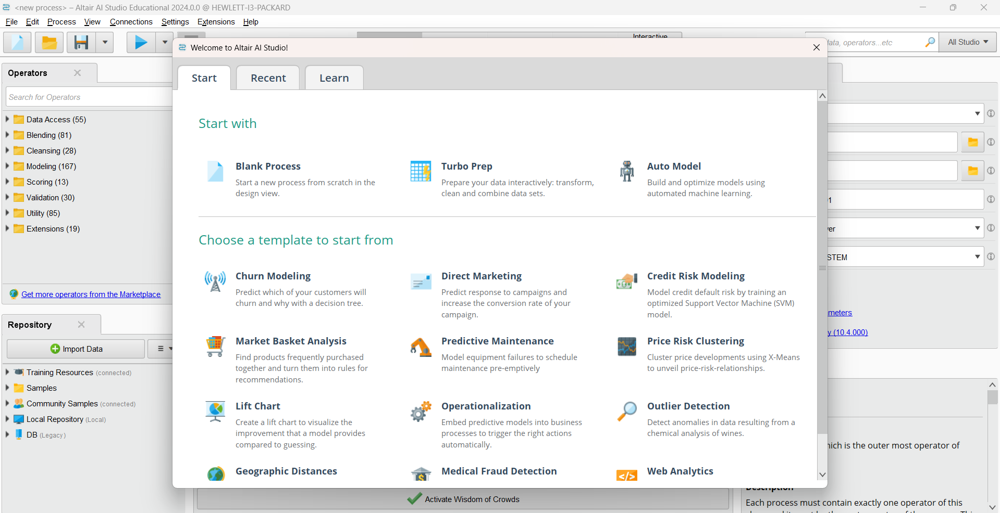 <new process> – Altair AI Studio Educational 2024.0.0 @ HEWLETT-I3-PACKARD
File Edit Process View Connections Settings Extensions Help
Interactive
data, operators...etc
All Studio
Welcome to Altair AI Studio!
Start Recent Learn
Operators
Search for Operators
Data Access (55)
Blending (81)
Cleansing (28)
Modeling (167)
Scoring (13)
Validation (30)
Utility (85)
Extensions (19)
Get more operators from the Marketplace
Repository
Import Data
Training Resources (connected)
Samples
Community Samples (connected)
Local Repository (Local)
DB (Legacy)
Start with
Blank Process
Start a new process from scratch in the
design view.
Turbo Prep
Prepare your data interactively: transform,
clean and combine data sets.
Auto Model
Build and optimize models using
automated machine learning.
Choose a template to start from
Churn Modeling
Predict which of your customers will
churn and why with a decision tree.
Direct Marketing
Predict response to campaigns and
increase the conversion rate of your
campaign.
Credit Risk Modeling
Model credit default risk by training an
optimized Support Vector Machine (SVM)
model.
Market Basket Analysis
Find products frequently purchased
together and turn them into rules for
recommendations.
Predictive Maintenance
Model equipment failures to schedule
maintenance pre-emptively
Price Risk Clustering
Cluster price developments using X-Means
to unveil price-risk-relationships.
Lift Chart
Create a lift chart to visualize the
improvement that a model provides
compared to guessing.
Operationalization
Embed predictive models into business
processes to trigger the right actions
automatically.
Outlier Detection
Detect anomalies in data resulting from a
chemical analysis of wines.
Geographic Distances
Medical Fraud Detection
Web Analytics
1
ver
STEM
meters
y (10.4.000)
hich is the outer most operator of
Description
Each process must contain exactly one operator of this
Activate Wisdom of Crowds